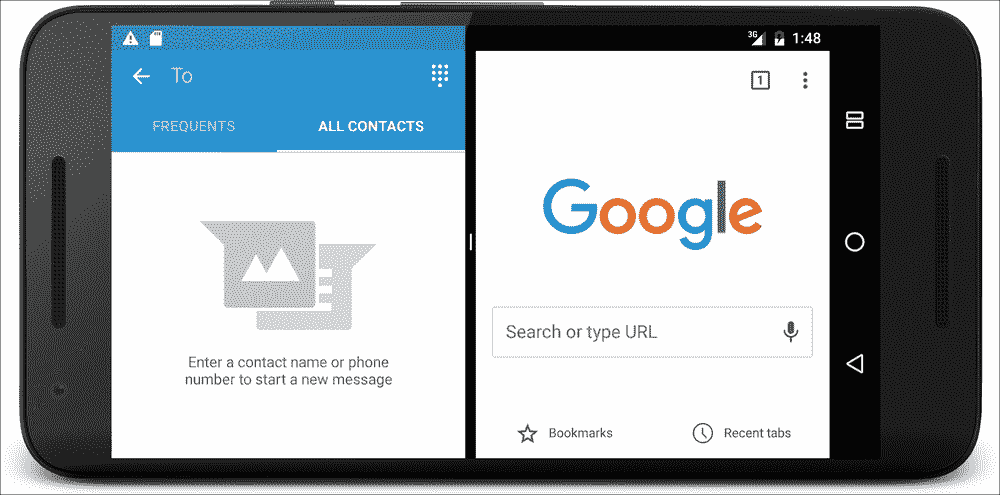 3G 1:48
To
FREQUENTS ALL CONTACTS
Enter a contact name or phone
number to start a new message
1
Google
Search or type URL
Bookmarks Recent tabs